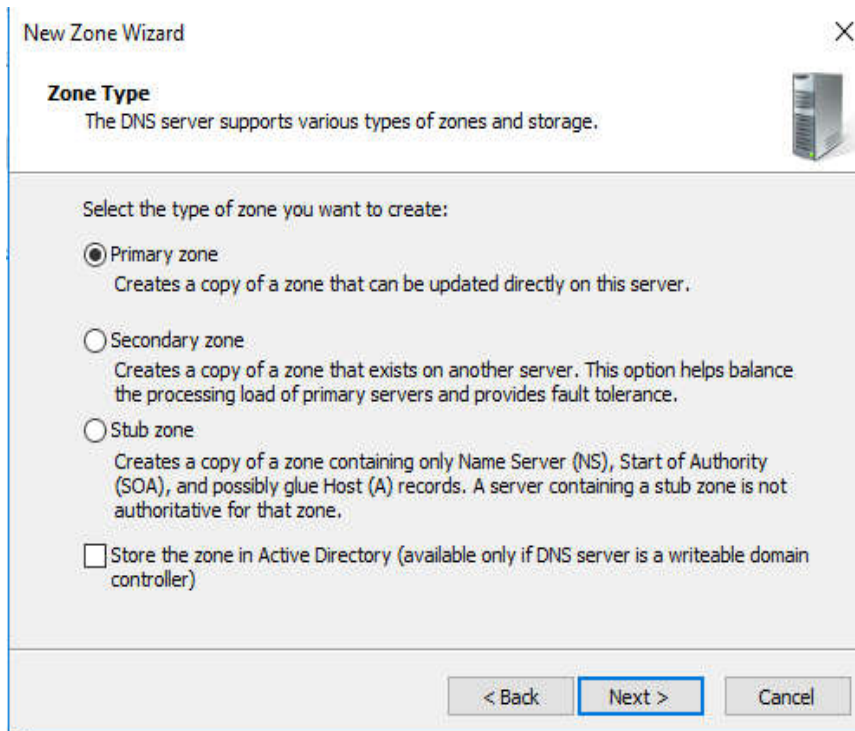 New Zone Wizard
Zone Type
The DNS server supports various types of zones and storage.
Select the type of zone you want to create:
Primary zone
Creates a copy of a zone that can be updated directly on this server.
Secondary zone
Creates a copy of a zone that exists on another server. This option helps balance
the processing load of primary servers and provides fault tolerance.
Stub zone
Creates a copy of a zone containing only Name Server (NS), Start of Authority
(SOA), and possibly glue Host (A) records. A server containing a stub zone is not
authoritative for that zone.
Store the zone in Active Directory (available only if DNS server is a writeable domain
controller)
< Back Next > Cancel